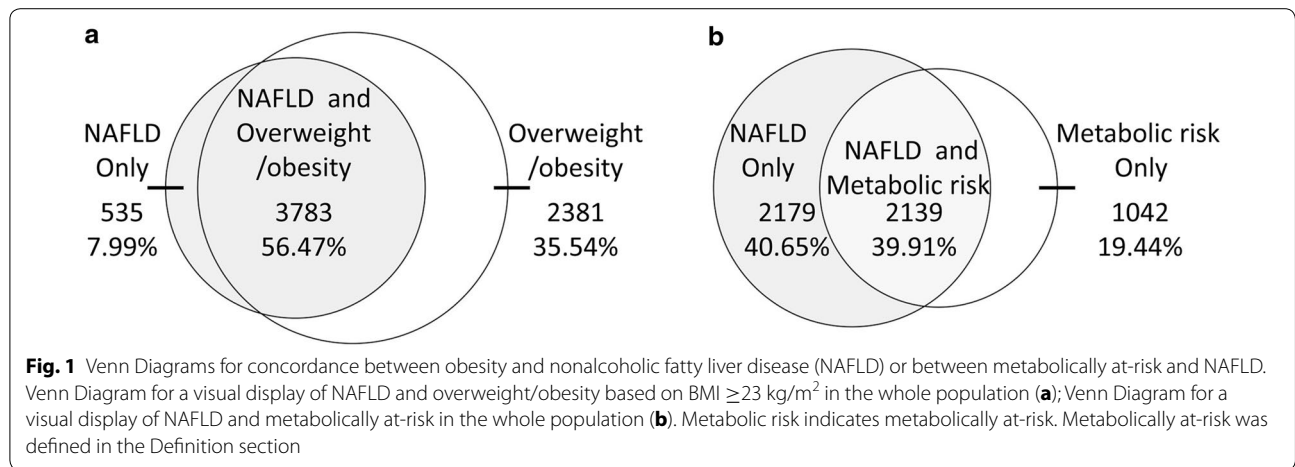 a
NAFLD
Only
535
7.99%
NAFLD and
Overweight
/obesity
3783
56.47%
Overweight
/obesity
2381
35.54%
b
NAFLD
Only
2179
40.65%
NAFLD and
Metabolic risk
2139
39.91%
Metabolic risk
Only
1042
19.44%
Fig. 1 Venn Diagrams for concordance between obesity and nonalcoholic fatty liver disease (NAFLD) or between metabolically at-risk and NAFLD.
Venn Diagram for a visual display of NAFLD and overweight/obesity based on BMI ≥23 kg/m² in the whole population (a); Venn Diagram for a
visual display of NAFLD and metabolically at-risk in the whole population (b). Metabolic risk indicates metabolically at-risk. Metabolically at-risk was
defined in the Definition section